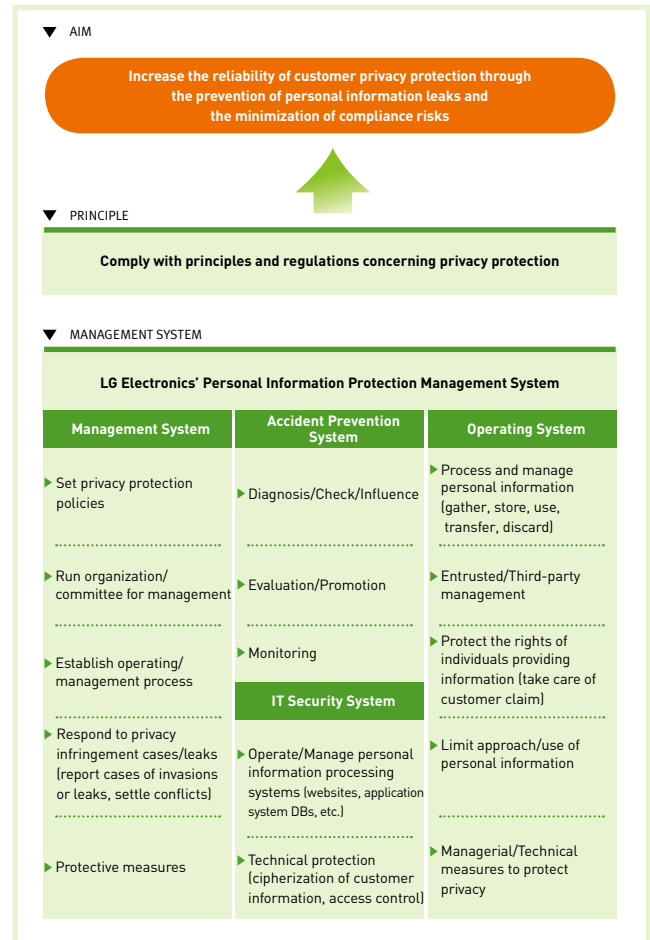 AIM
Increase the reliability of customer privacy protection through
the prevention of personal information leaks and
the minimization of compliance risks
PRINCIPLE
Comply with principles and regulations concerning privacy protection
MANAGEMENT SYSTEM
LG Electronics’ Personal Information Protection Management System
Management System
Set privacy protection
policies
Run organization/
committee for management
Establish operating/
management process
Respond to privacy
infringement cases/leaks
(report cases of invasions
or leaks, settle conflicts)
Protective measures
Accident Prevention
System
Diagnosis/Check/Influence
Evaluation/Promotion
Monitoring
IT Security System
Operate/Manage personal
information processing
systems (websites, application
system DBs, etc.)
Technical protection
(cipherization of customer
information, access control)
Operating System
Process and manage
personal information
(gather, store, use,
transfer, discard)
Entrusted/Third-party
management
Protect the rights of
individuals providing
information (take care of
customer claim)
Limit approach/use of
personal information
Managerial/Technical
measures to protect
privacy